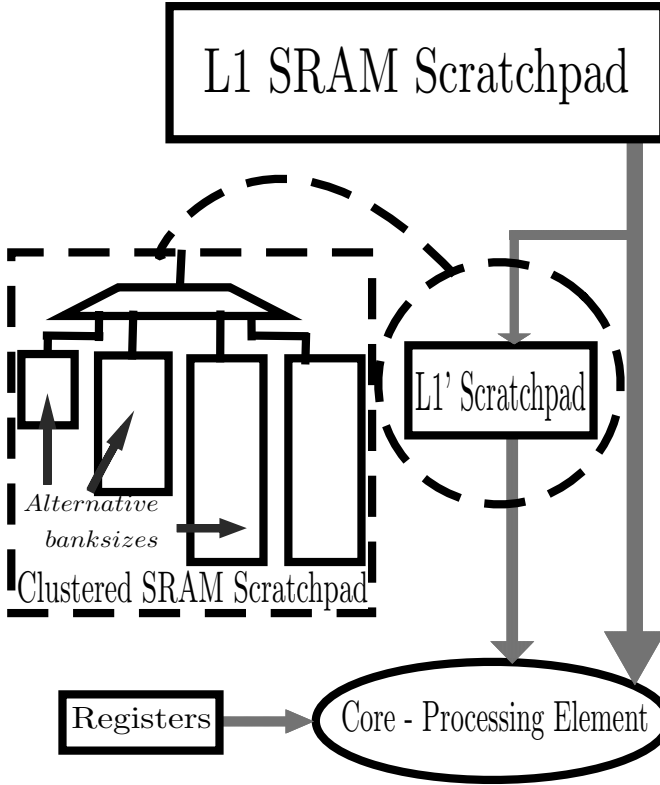 L1 SRAM Scratchpad
L1' Scratchpad
Alternative
banksizes
Clustered SRAM Scratchpad
Registers
Core - Processing Element